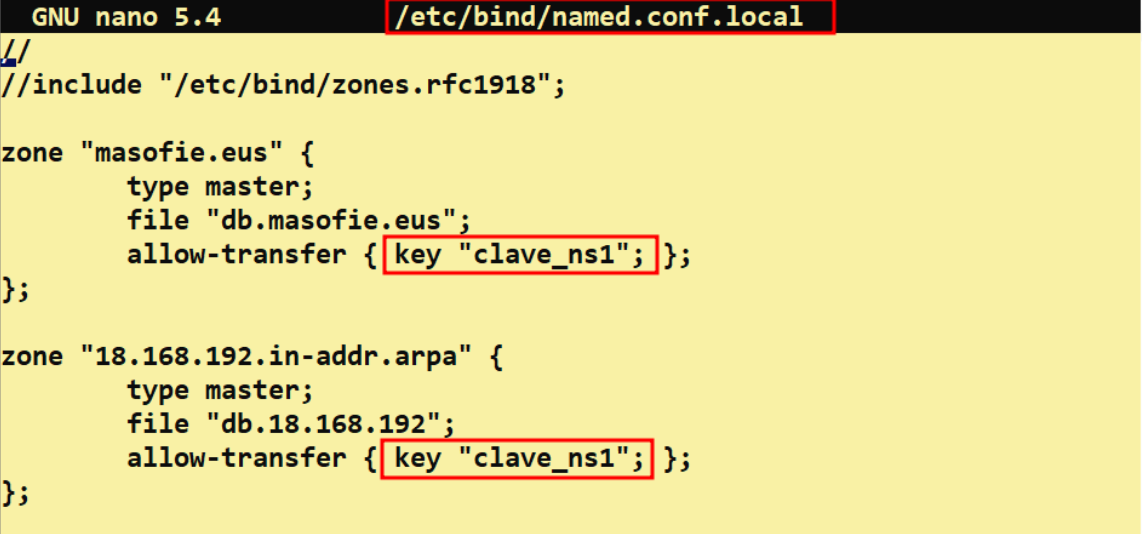 GNU nano 5.4 /etc/bind/named.conf.local
//
//include "/etc/bind/zones.rfc1918";
zone "masofie.eus" {
type master;
file "db.masofie.eus";
allow-transfer { key "clave_ns1"; };
};
zone "18.168.192.in-addr.arpa" {
type master;
file "db.18.168.192";
allow-transfer { key "clave_ns1"; };
};